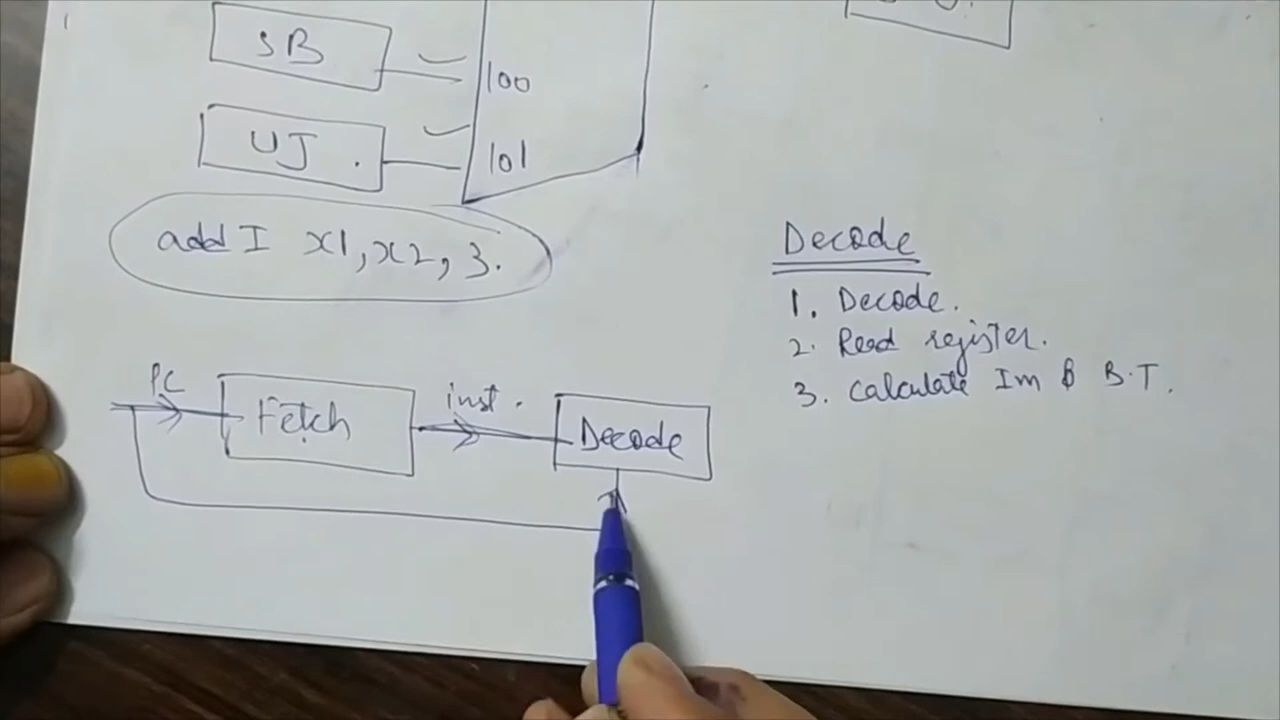 SB
100
UJ .
101
addI x1, x2, 3.
Decode
1. Decode.
2. Read register.
3. Calculate Im & B.T.
PC
Fetch
inst.
Decode